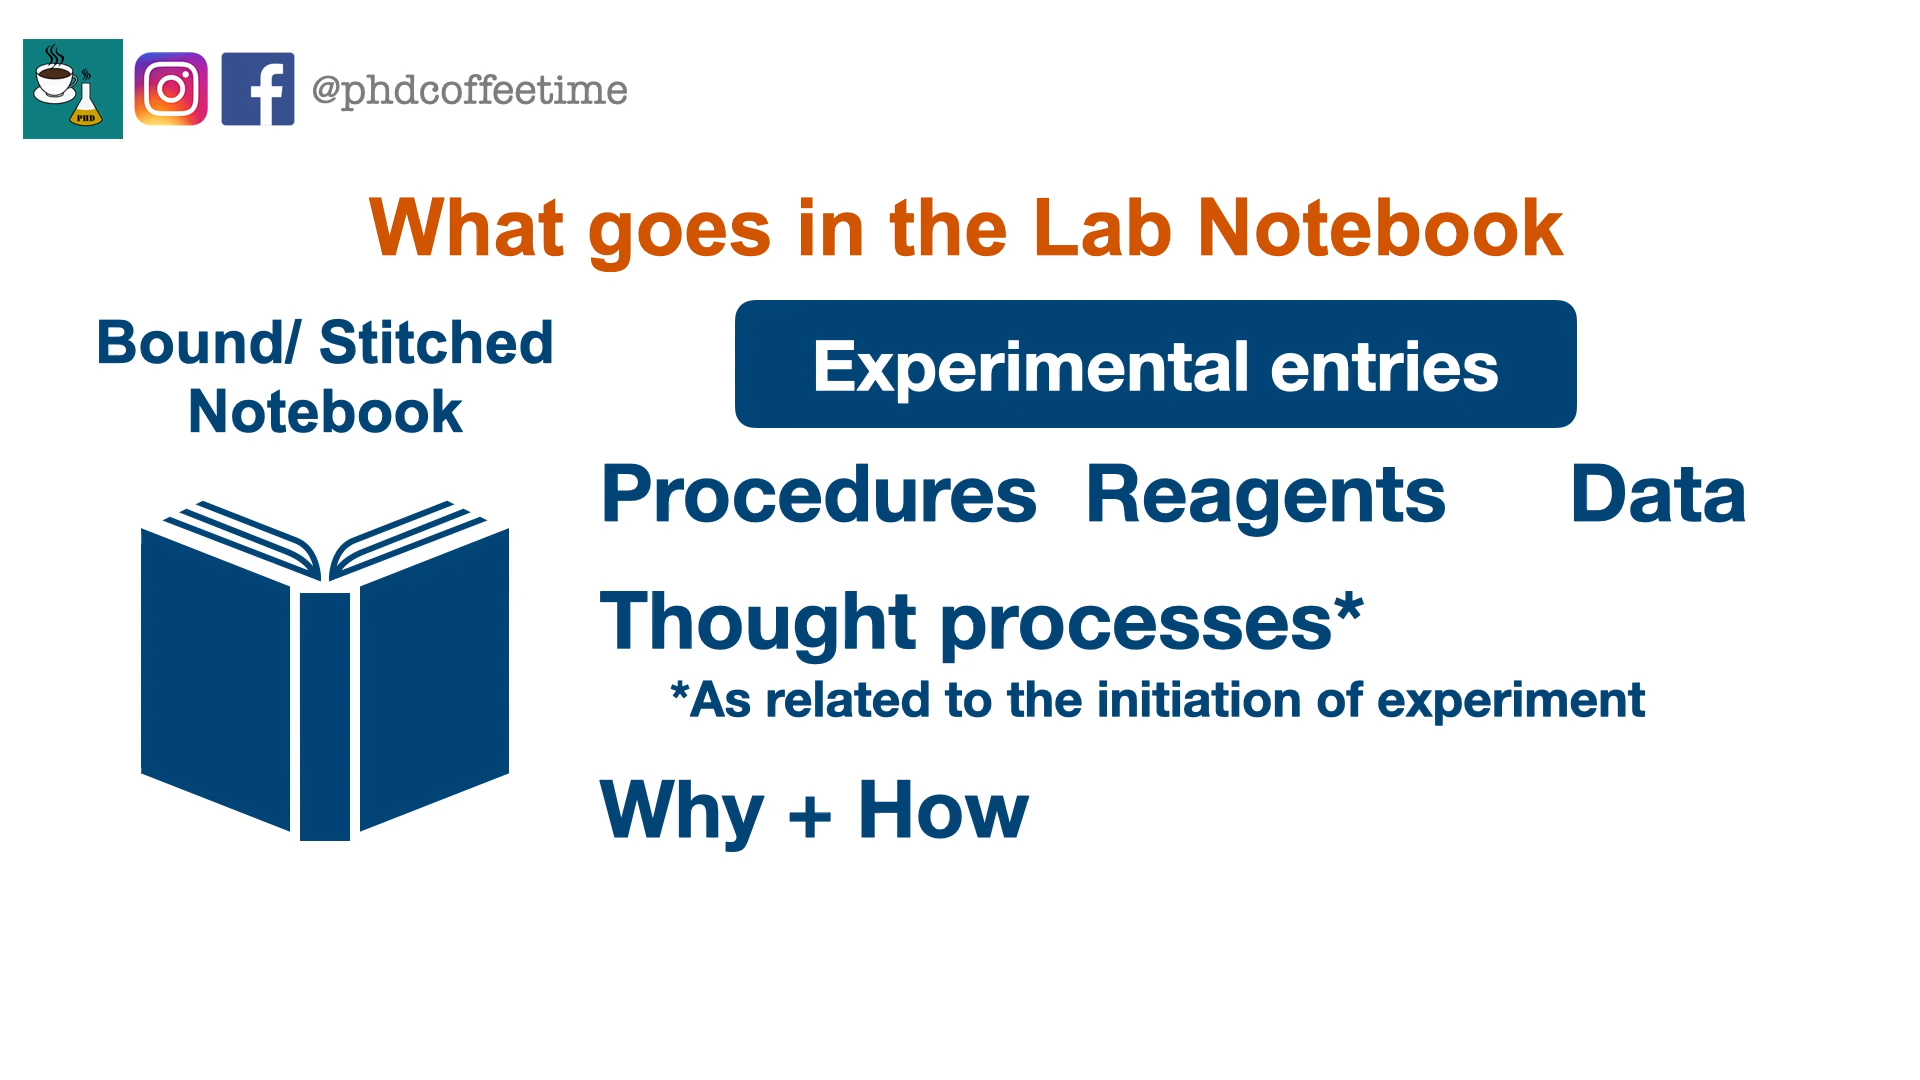 PHD
@phdcoffeetime
What goes in the Lab Notebook
Bound/ Stitched
Notebook
Experimental entries
Procedures Reagents Data
Thought processes*
*As related to the initiation of experiment
Why + How